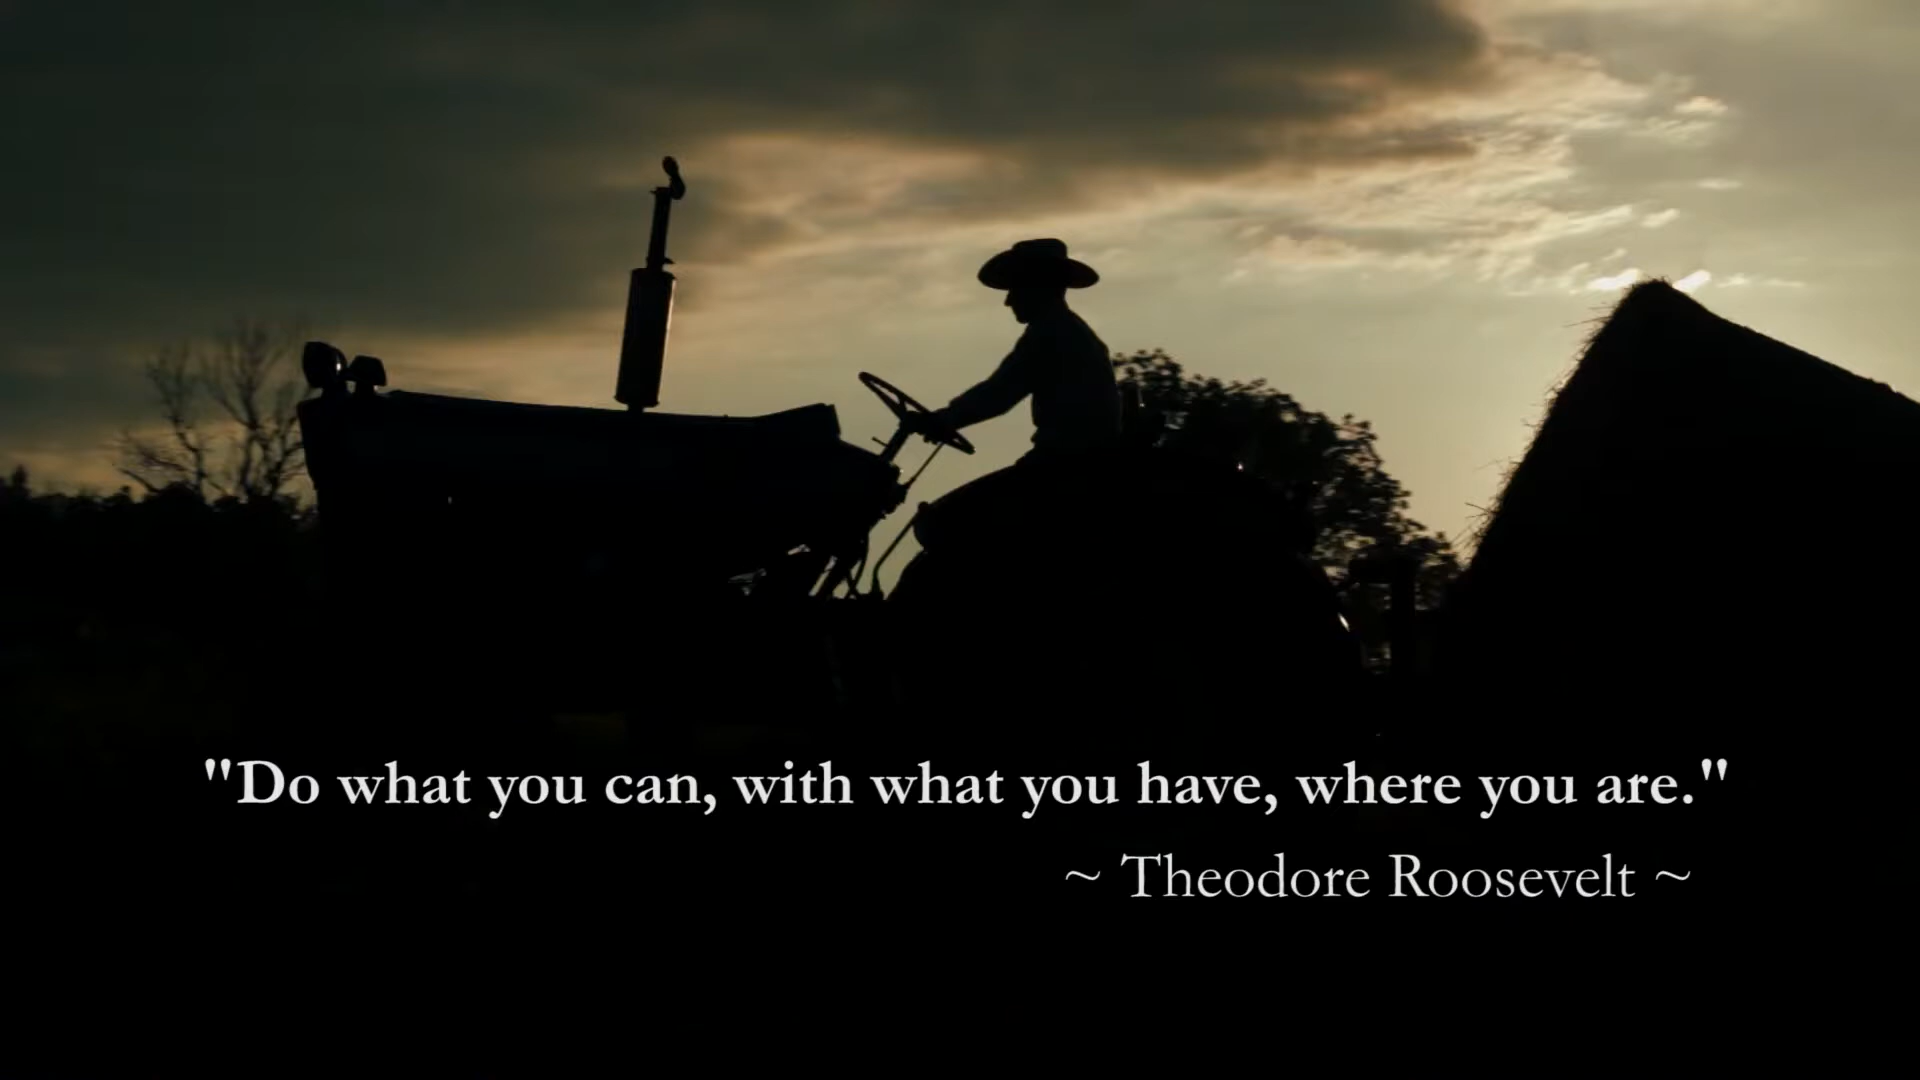 "Do what you can, with what you have, where you are."
~ Theodore Roosevelt ~